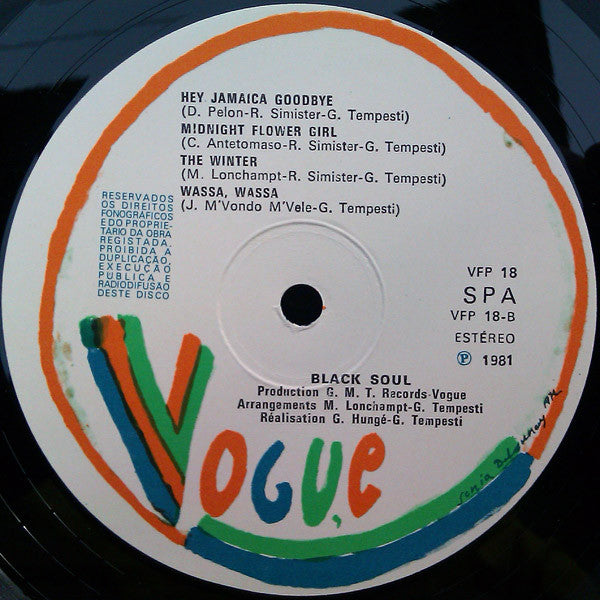 HEY JAMAICA GOODBYE
(D. Pelon-R. Simister-G. Tempesti)
MIDNIGHT FLOWER GIRL
(C. Antetomaso-R. Simister-G. Tempesti)
THE WINTER
(M. Lonchampt-R. Simister-G. Tempesti)
WASSA, WASSA
(J. M'Vondo M'Vele-G. Tempesti)
RESERVADOS
OS DIREITOS
FONOGRÁFICOS
E DO PROPRIE-
TÁRIO DA OBRA
REGISTADA.
PROIBIDA A
DUPLICAÇÃO,
EXECUÇÃO
PÚBLICA E
RADIODIFUSÃO
DESTE DISCO
VFP 18
SPA
VFP 18-B
ESTÉREO
Ⓟ 1981
BLACK SOUL
Production G. M. T. Records-Vogue
Arrangements M. Lonchampt-G. Tempesti
Réalisation G. Hungé-G. Tempesti
VOGUE
Sonia Delaunay